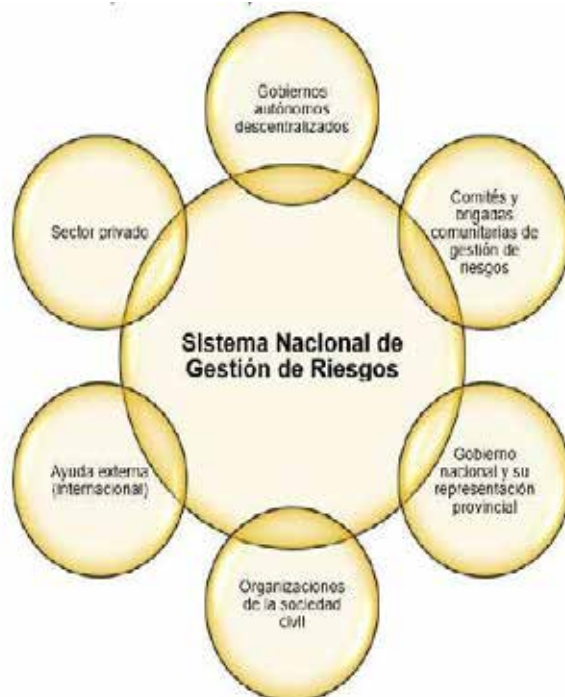 Gobiernos
autónomos
descentralizados
Comités y
brigadas
comunitarias de
gestión de
riesgos
Sector privado
Sistema Nacional de
Gestión de Riesgos
Ayuda externa
(Internacional)
Gobierno
nacional y su
representación
provincial
Organizaciones
de la sociedad
civil